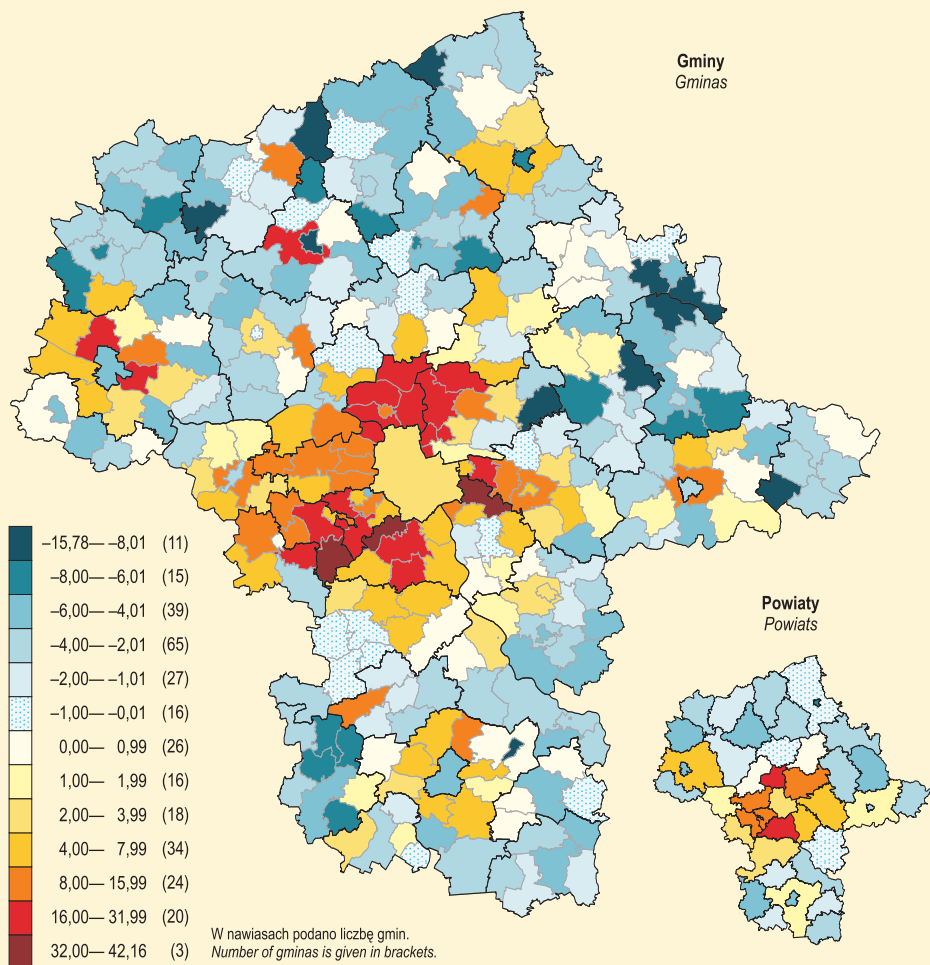 Gminy
Gminas
−15,78— −8,01 (11)
−8,00— −6,01 (15)
−6,00— −4,01 (39)
−4,00— −2,01 (65)
−2,00— −1,01 (27)
−1,00— −0,01 (16)
0,00— 0,99 (26)
1,00— 1,99 (16)
2,00— 3,99 (18)
4,00— 7,99 (34)
8,00— 15,99 (24)
16,00— 31,99 (20)
32,00— 42,16 (3)
Powiaty
Powiats
W nawiasach podano liczbę gmin.
Number of gminas is given in brackets.